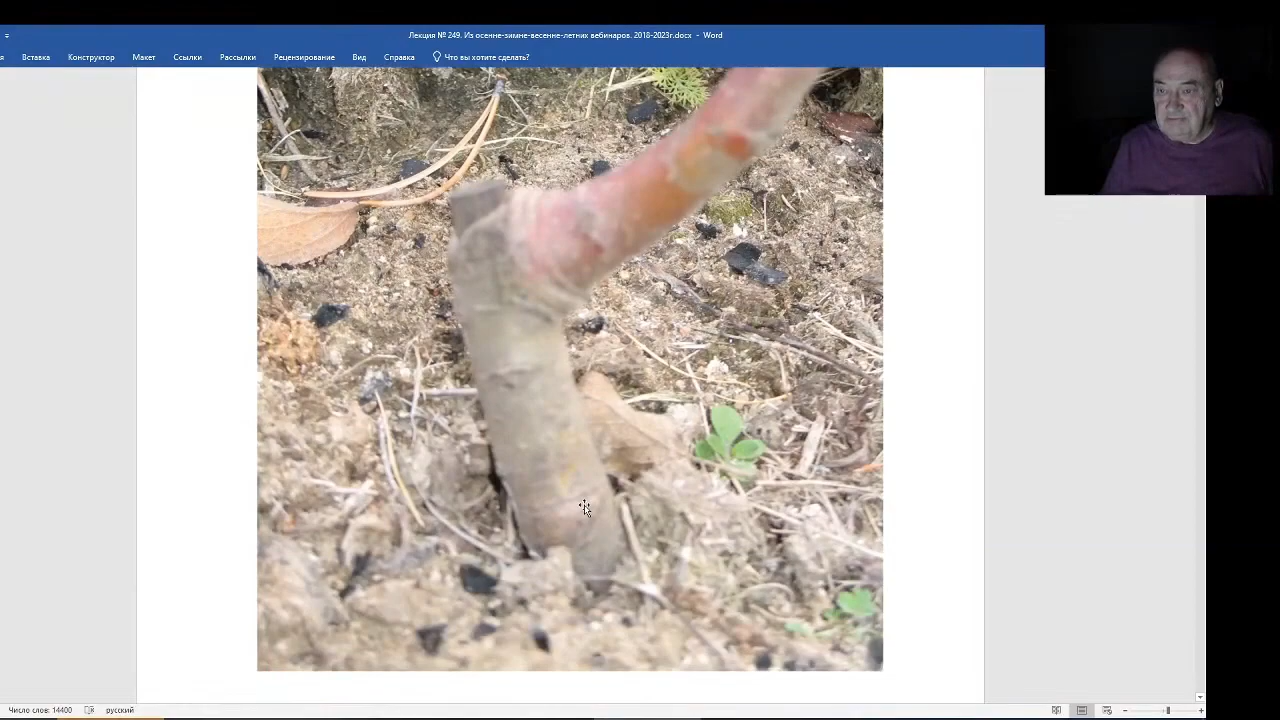 Лекция № 249. Из осенне-зимне-весенне-летних вебинаров. 2018-2023г.docx - Word
я Вставка Конструктор Макет Ссылки Рассылки Рецензирование Вид Справка Что вы хотите сделать?
Число слов: 14400 русский